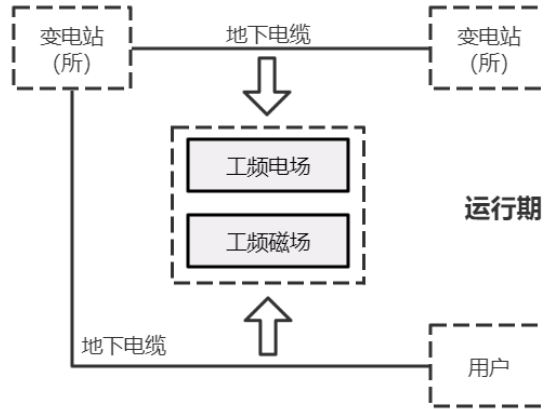 变电站
(所)
地下电缆
变电站
(所)
工频电场
工频磁场
运行期
地下电缆
用户